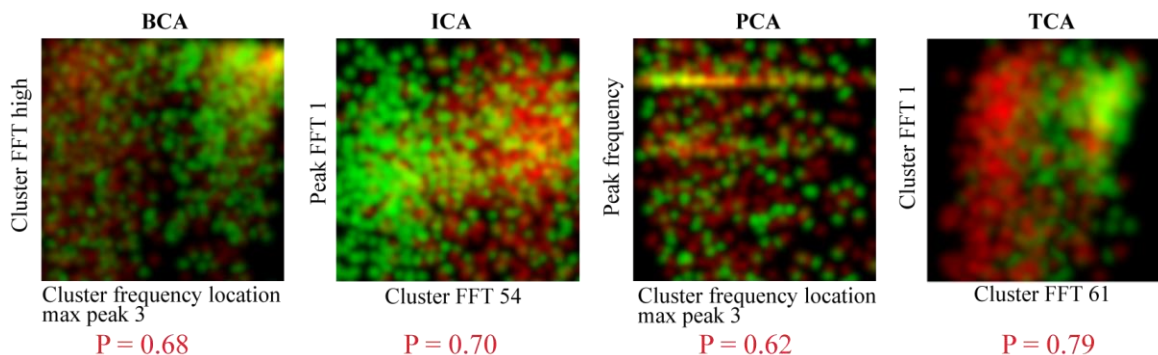 BCA
Cluster FFT high
Cluster frequency location
max peak 3
P = 0.68
ICA
Peak FFT 1
Cluster FFT 54
P = 0.70
PCA
Peak frequency
Cluster frequency location
max peak 3
P = 0.62
TCA
Cluster FFT 1
Cluster FFT 61
P = 0.79